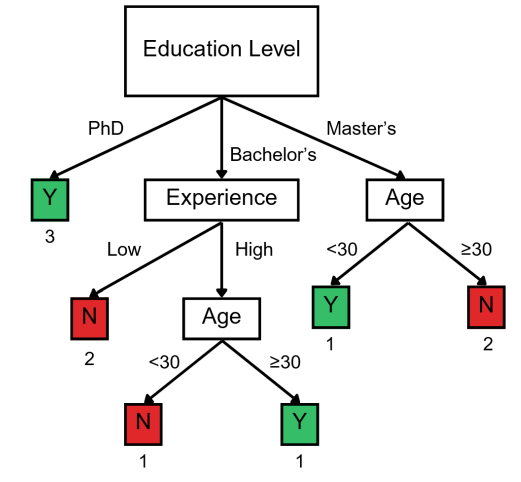 Education Level
PhD
Bachelor's
Master's
Y
3
Experience
Age
Low
High
<30
≥30
N
2
Age
Y
1
N
2
<30
≥30
N
1
Y
1